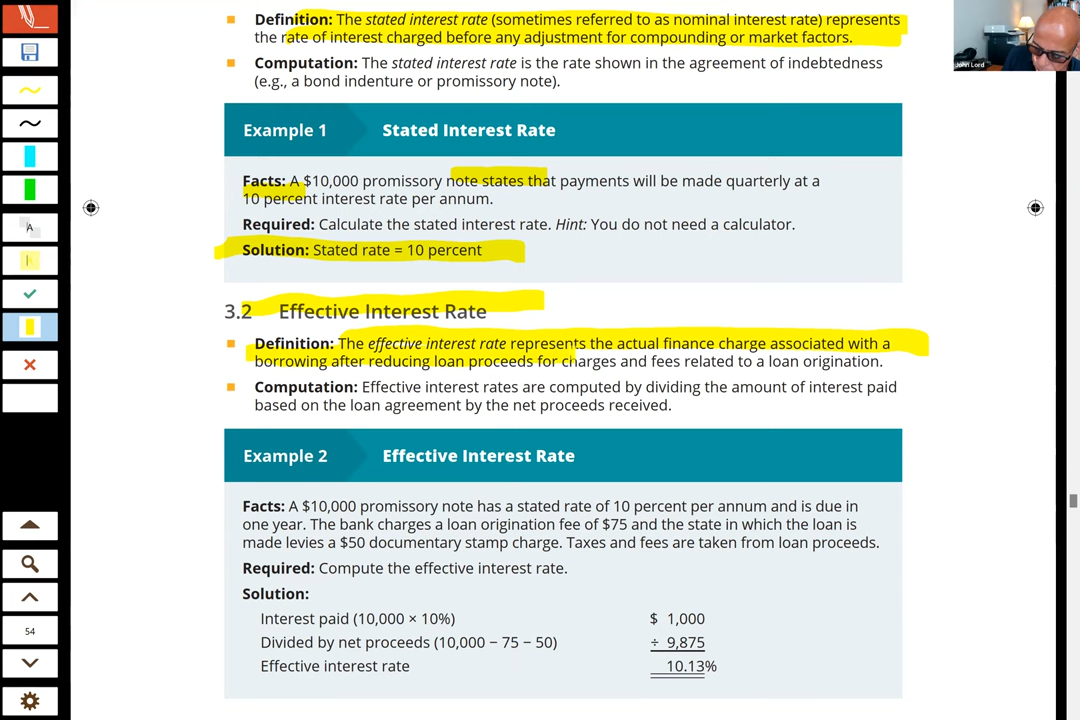 Definition: The stated interest rate (sometimes referred to as nominal interest rate) represents
the rate of interest charged before any adjustment for compounding or market factors.
Computation: The stated interest rate is the rate shown in the agreement of indebtedness
(e.g., a bond indenture or promissory note).
Example 1 Stated Interest Rate
Facts: A $10,000 promissory note states that payments will be made quarterly at a
10 percent interest rate per annum.
Required: Calculate the stated interest rate. Hint: You do not need a calculator.
Solution: Stated rate = 10 percent
3.2 Effective Interest Rate
Definition: The effective interest rate represents the actual finance charge associated with a
borrowing after reducing loan proceeds for charges and fees related to a loan origination.
Computation: Effective interest rates are computed by dividing the amount of interest paid
based on the loan agreement by the net proceeds received.
Example 2 Effective Interest Rate
Facts: A $10,000 promissory note has a stated rate of 10 percent per annum and is due in
one year. The bank charges a loan origination fee of $75 and the state in which the loan is
made levies a $50 documentary stamp charge. Taxes and fees are taken from loan proceeds.
Required: Compute the effective interest rate.
Solution:
Interest paid (10,000 × 10%) $ 1,000
Divided by net proceeds (10,000 − 75 − 50) ÷ 9,875
Effective interest rate 10.13%
John Lord
A
54